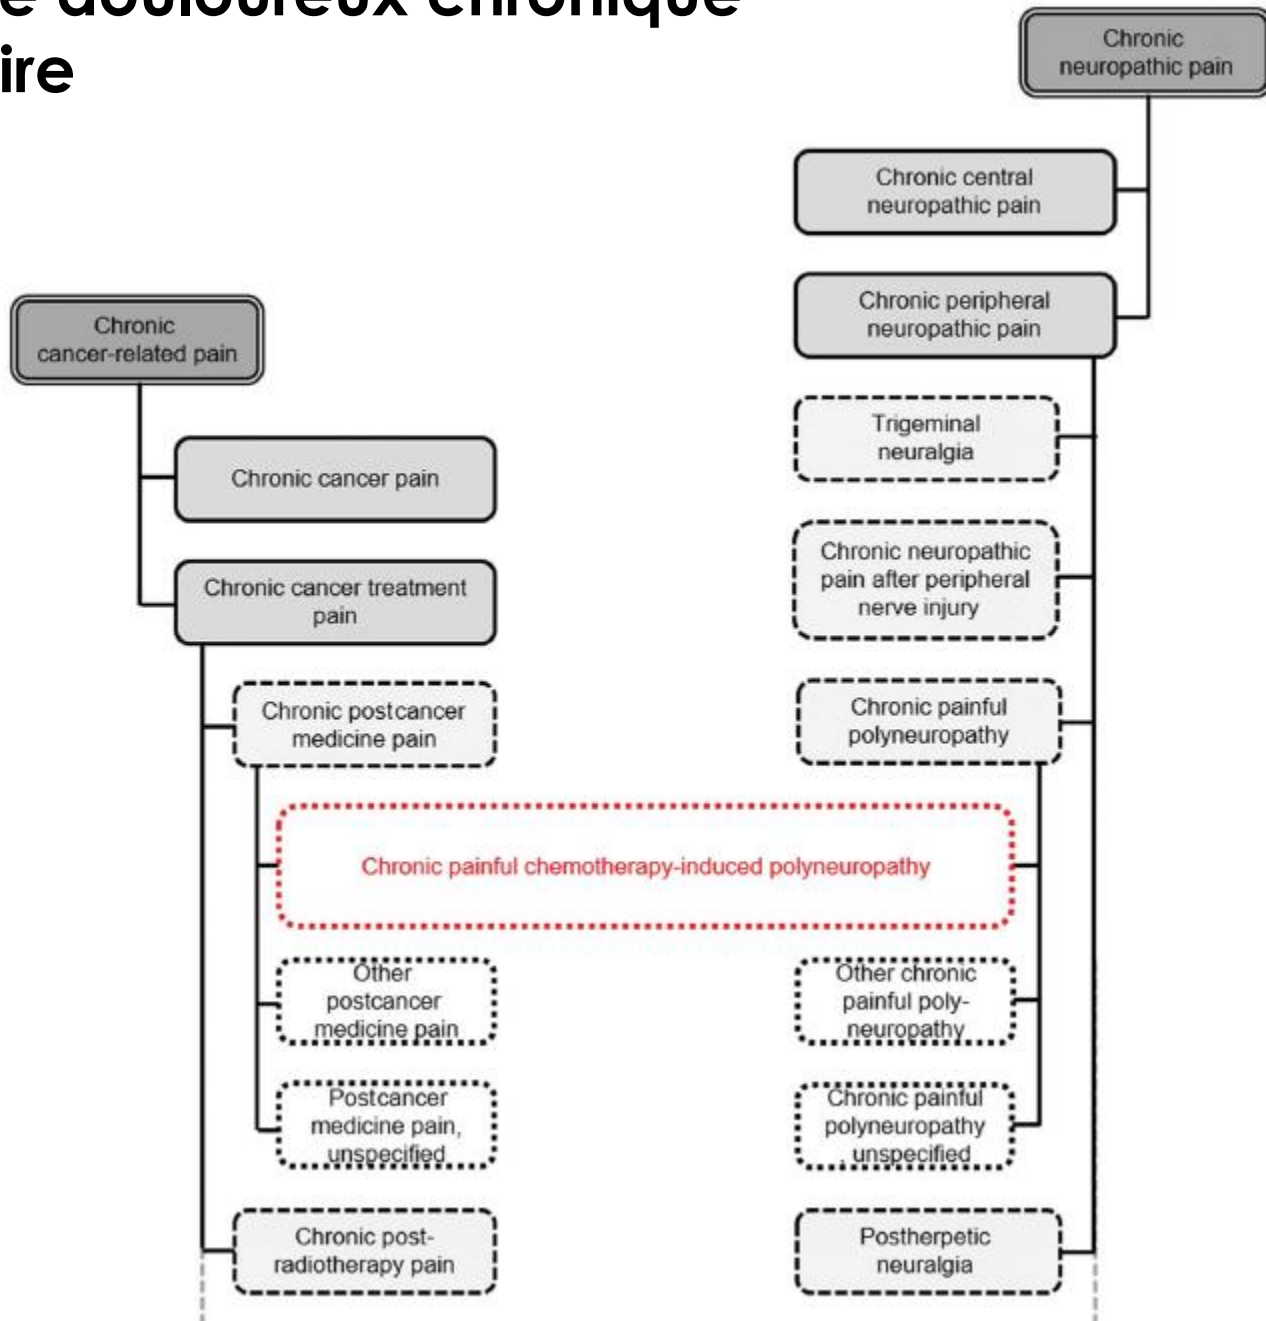 e douloureux chronique
ire
Chronic
neuropathic pain
Chronic central
neuropathic pain
Chronic peripheral
neuropathic pain
Chronic
cancer-related pain
Trigeminal
neuralgia
Chronic cancer pain
Chronic neuropathic
pain after peripheral
nerve injury
Chronic cancer treatment
pain
Chronic postcancer
medicine pain
Chronic painful
polyneuropathy
Chronic painful chemotherapy-induced polyneuropathy
Other
postcancer
medicine pain
Other chronic
painful poly-
neuropathy
Postcancer
medicine pain,
unspecified
Chronic painful
polyneuropathy
, unspecified
Chronic post-
radiotherapy pain
Postherpetic
neuralgia